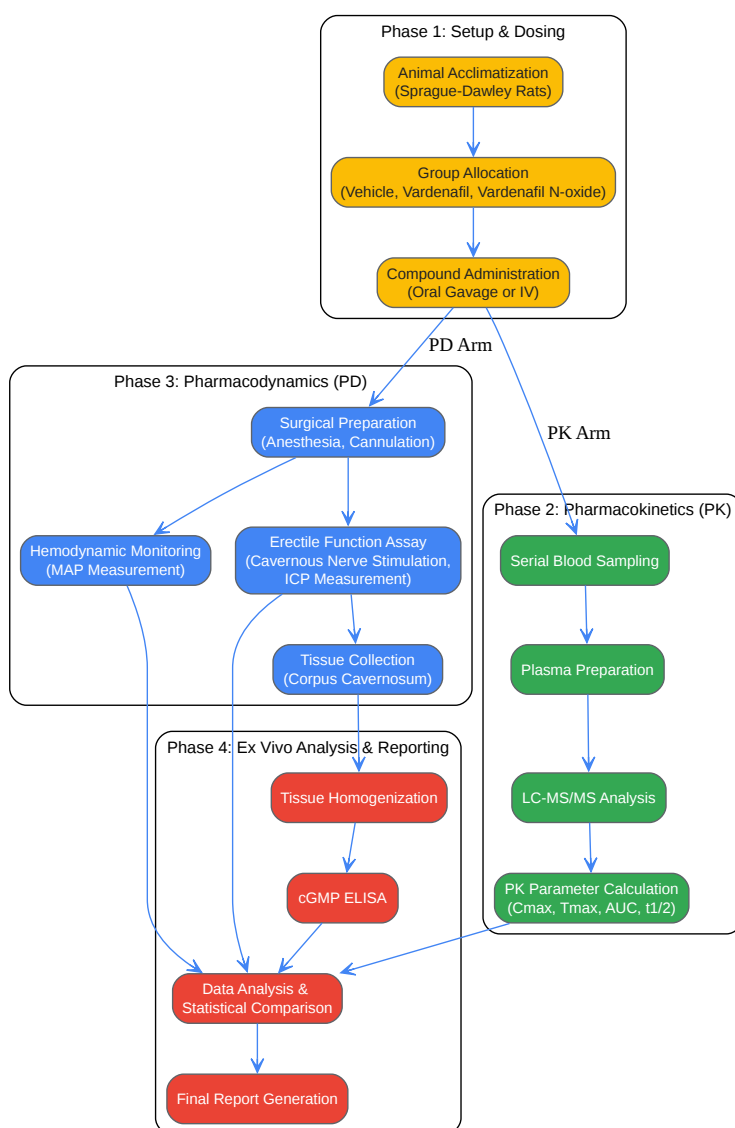 Phase 1: Setup & Dosing
Animal Acclimatization
(Sprague-Dawley Rats)
Group Allocation
(Vehicle, Vardenafil, Vardenafil N-oxide)
Compound Administration
(Oral Gavage or IV)
PD Arm
PK Arm
Phase 3: Pharmacodynamics (PD)
Surgical Preparation
(Anesthesia, Cannulation)
Hemodynamic Monitoring
(MAP Measurement)
Erectile Function Assay
(Cavernous Nerve Stimulation,
ICP Measurement)
Tissue Collection
(Corpus Cavernosum)
Phase 2: Pharmacokinetics (PK)
Serial Blood Sampling
Plasma Preparation
LC-MS/MS Analysis
PK Parameter Calculation
(Cmax, Tmax, AUC, t1/2)
Phase 4: Ex Vivo Analysis & Reporting
Tissue Homogenization
cGMP ELISA
Data Analysis &
Statistical Comparison
Final Report Generation